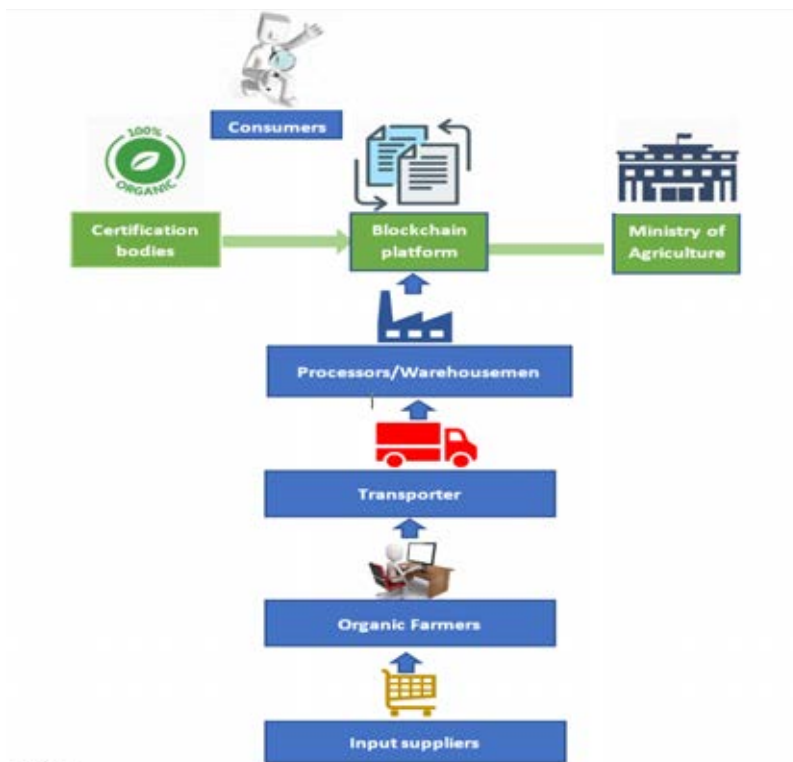 Consumers
100%
ORGANIC
Certification
bodies
Blockchain
platform
Ministry of
Agriculture
Processors/Warehousemen
Transporter
Organic Farmers
Input suppliers